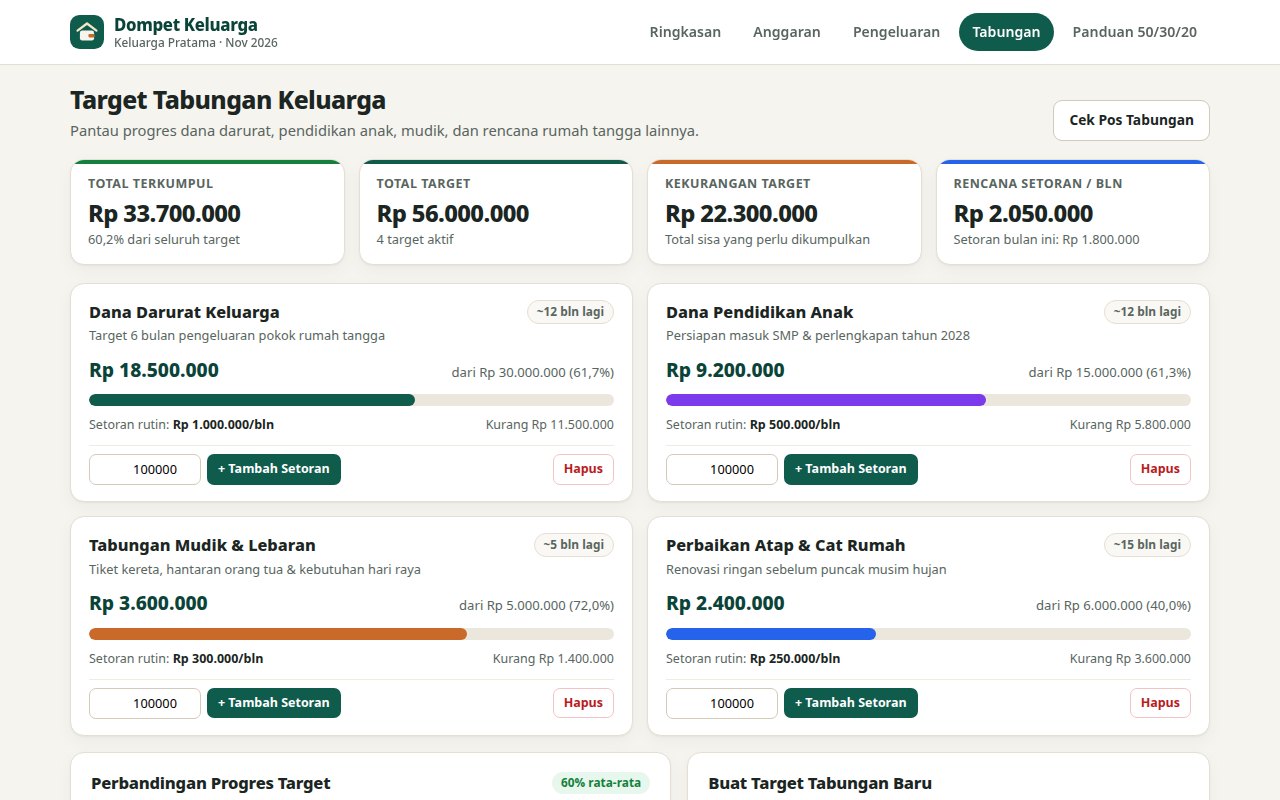 Dompet Keluarga
Keluarga Pratama · Nov 2026
Ringkasan
Anggaran
Pengeluaran
Tabungan
Panduan 50/30/20
Target Tabungan Keluarga
Pantau progres dana darurat, pendidikan anak, mudik, dan rencana rumah tangga lainnya.
Cek Pos Tabungan
TOTAL TERKUMPUL
Rp 33.700.000
60,2% dari seluruh target
TOTAL TARGET
Rp 56.000.000
4 target aktif
KEKURANGAN TARGET
Rp 22.300.000
Total sisa yang perlu dikumpulkan
RENCANA SETORAN / BLN
Rp 2.050.000
Setoran bulan ini: Rp 1.800.000
Dana Darurat Keluarga
~12 bln lagi
Target 6 bulan pengeluaran pokok rumah tangga
Rp 18.500.000
dari Rp 30.000.000 (61,7%)
Setoran rutin: Rp 1.000.000/bln
Kurang Rp 11.500.000
100000
+ Tambah Setoran
Hapus
Dana Pendidikan Anak
~12 bln lagi
Persiapan masuk SMP & perlengkapan tahun 2028
Rp 9.200.000
dari Rp 15.000.000 (61,3%)
Setoran rutin: Rp 500.000/bln
Kurang Rp 5.800.000
100000
+ Tambah Setoran
Hapus
Tabungan Mudik & Lebaran
~5 bln lagi
Tiket kereta, hantaran orang tua & kebutuhan hari raya
Rp 3.600.000
dari Rp 5.000.000 (72,0%)
Setoran rutin: Rp 300.000/bln
Kurang Rp 1.400.000
100000
+ Tambah Setoran
Hapus
Perbaikan Atap & Cat Rumah
~15 bln lagi
Renovasi ringan sebelum puncak musim hujan
Rp 2.400.000
dari Rp 6.000.000 (40,0%)
Setoran rutin: Rp 250.000/bln
Kurang Rp 3.600.000
100000
+ Tambah Setoran
Hapus
Perbandingan Progres Target
60% rata-rata
Buat Target Tabungan Baru